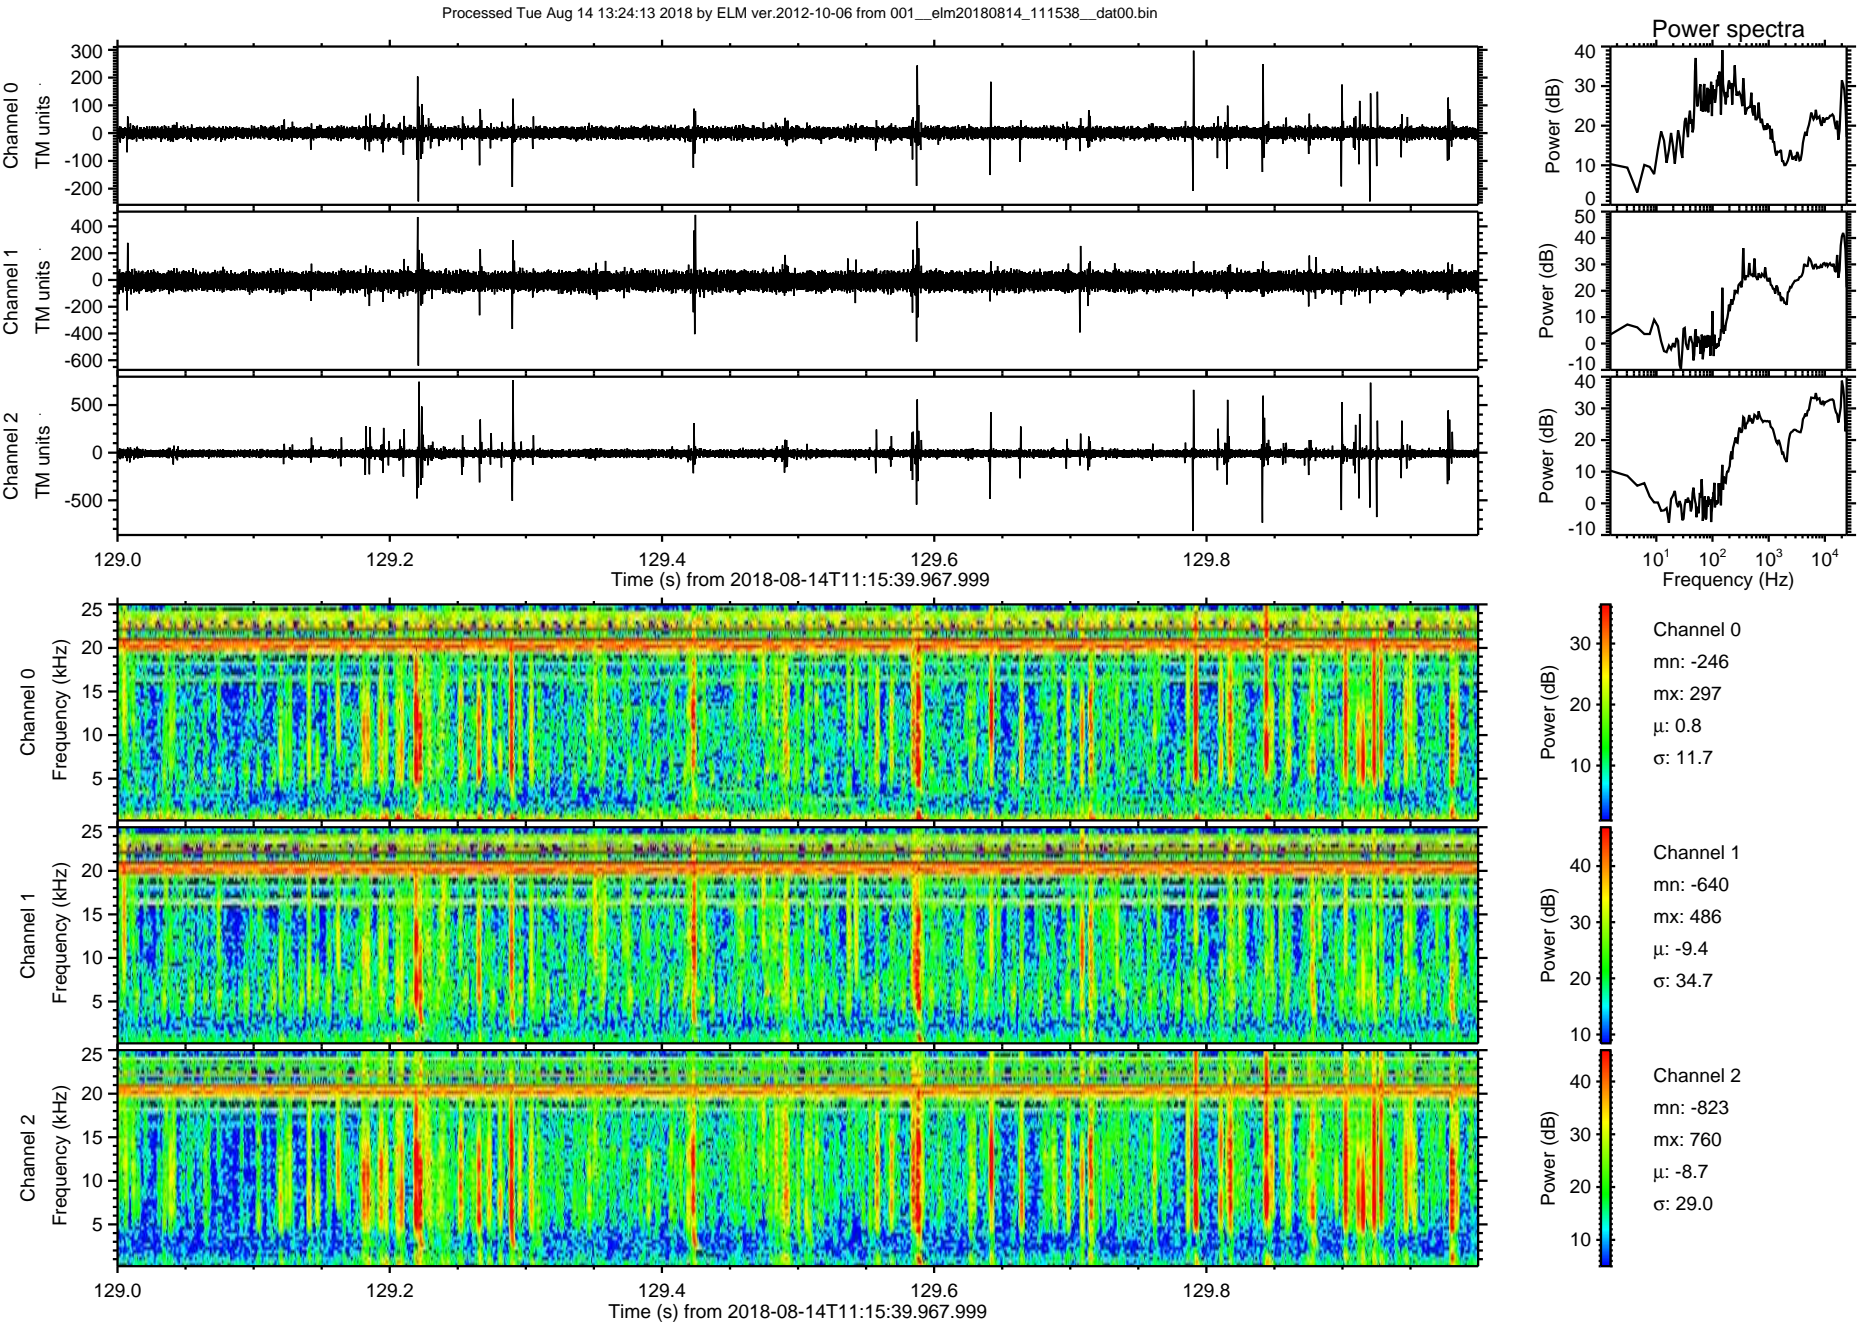 Processed Tue Aug 14 13:24:13 2018 by ELM ver.2012-10-06 from 001__elm20180814_111538__dat00.bin
Power spectra
Channel 0
TM units
300
200
100
0
-100
-200
Power (dB)
40
30
20
10
0
Channel 1
TM units
400
200
0
-200
-400
-600
Power (dB)
50
40
30
20
10
0
-10
Channel 2
TM units
500
0
-500
Power (dB)
40
30
20
10
0
-10
129.0 129.2 129.4 129.6 129.8
Time (s) from 2018-08-14T11:15:39.967.999
10^1 10^2 10^3 10^4
Frequency (Hz)
Channel 0
Frequency (kHz)
25
20
15
10
5
Power (dB)
30
20
10
Channel 0
mn: -246
mx: 297
μ: 0.8
σ: 11.7
Channel 1
Frequency (kHz)
25
20
15
10
5
Power (dB)
40
30
20
10
Channel 1
mn: -640
mx: 486
μ: -9.4
σ: 34.7
Channel 2
Frequency (kHz)
25
20
15
10
5
Power (dB)
40
30
20
10
Channel 2
mn: -823
mx: 760
μ: -8.7
σ: 29.0
129.0 129.2 129.4 129.6 129.8
Time (s) from 2018-08-14T11:15:39.967.999